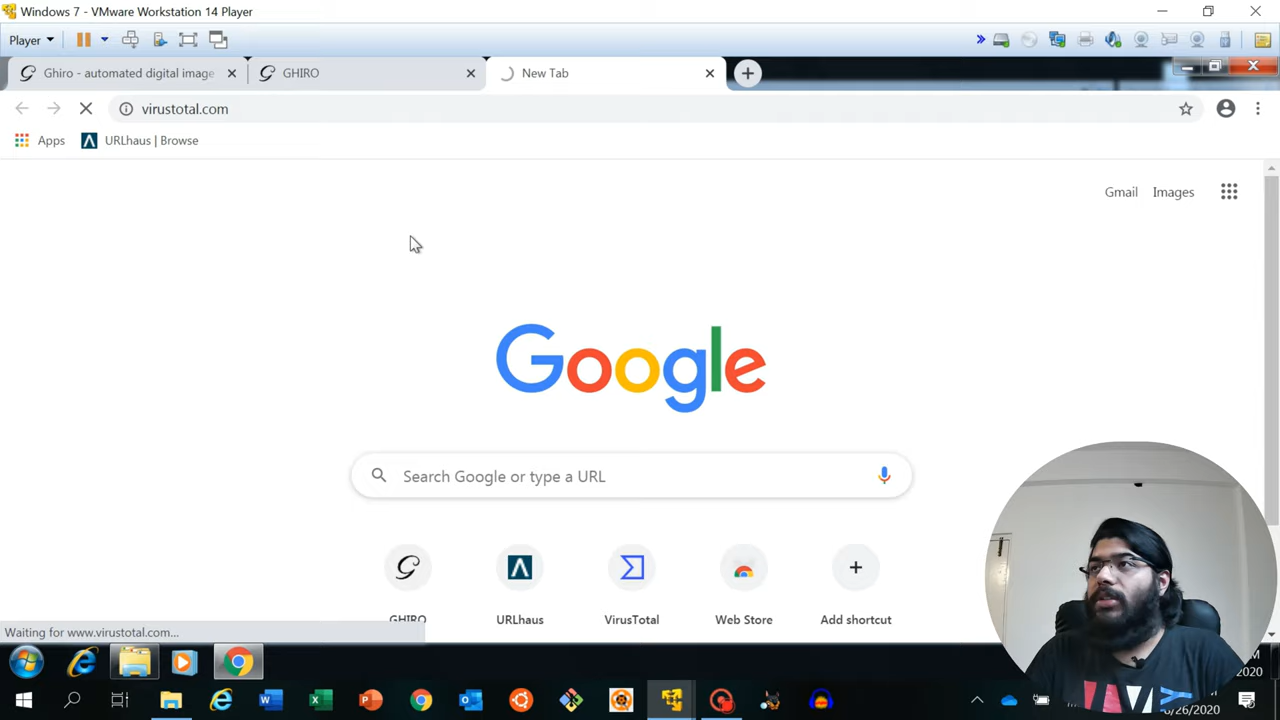 Windows 7 - VMware Workstation 14 Player
Player
Ghiro - automated digital image
GHIRO
New Tab
virustotal.com
Apps
URLhaus | Browse
Gmail
Images
Google
Search Google or type a URL
GHIRO
URLhaus
VirusTotal
Web Store
Add shortcut
Waiting for www.virustotal.com...